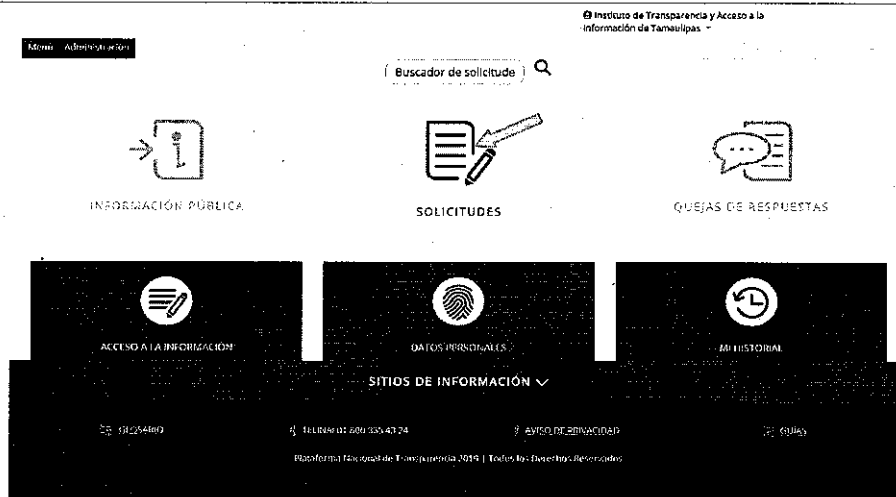 Instituto de Transparencia y Acceso a la
Información de Tamaulipas
Menú Administración
Buscador de solicitude
INFORMACIÓN PÚBLICA
SOLICITUDES
QUEJAS DE RESPUESTAS
ACCESO A LA INFORMACIÓN
DATOS PERSONALES
MI HISTORIAL
SITIOS DE INFORMACIÓN
GLOSARIO
AVISO DE PRIVACIDAD
GUÍAS
Plataforma Nacional de Transparencia 2019 | Todos los Derechos Reservados